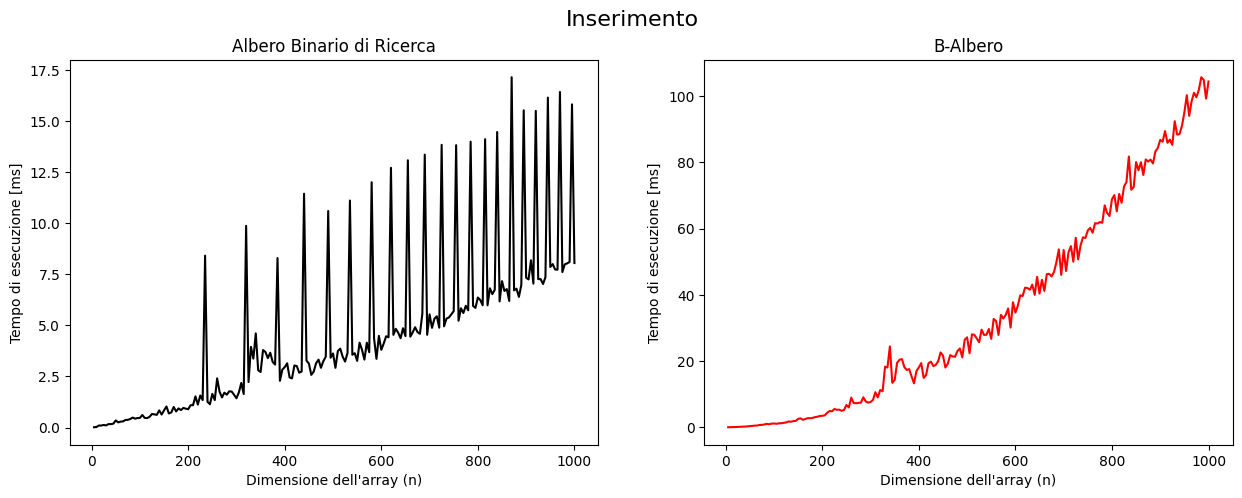 Inserimento
Albero Binario di Ricerca
Tempo di esecuzione [ms]
17.5
15.0
12.5
10.0
7.5
5.0
2.5
0.0
0 200 400 600 800 1000
Dimensione dell'array (n)
B-Albero
Tempo di esecuzione [ms]
100
80
60
40
20
0
0 200 400 600 800 1000
Dimensione dell'array (n)